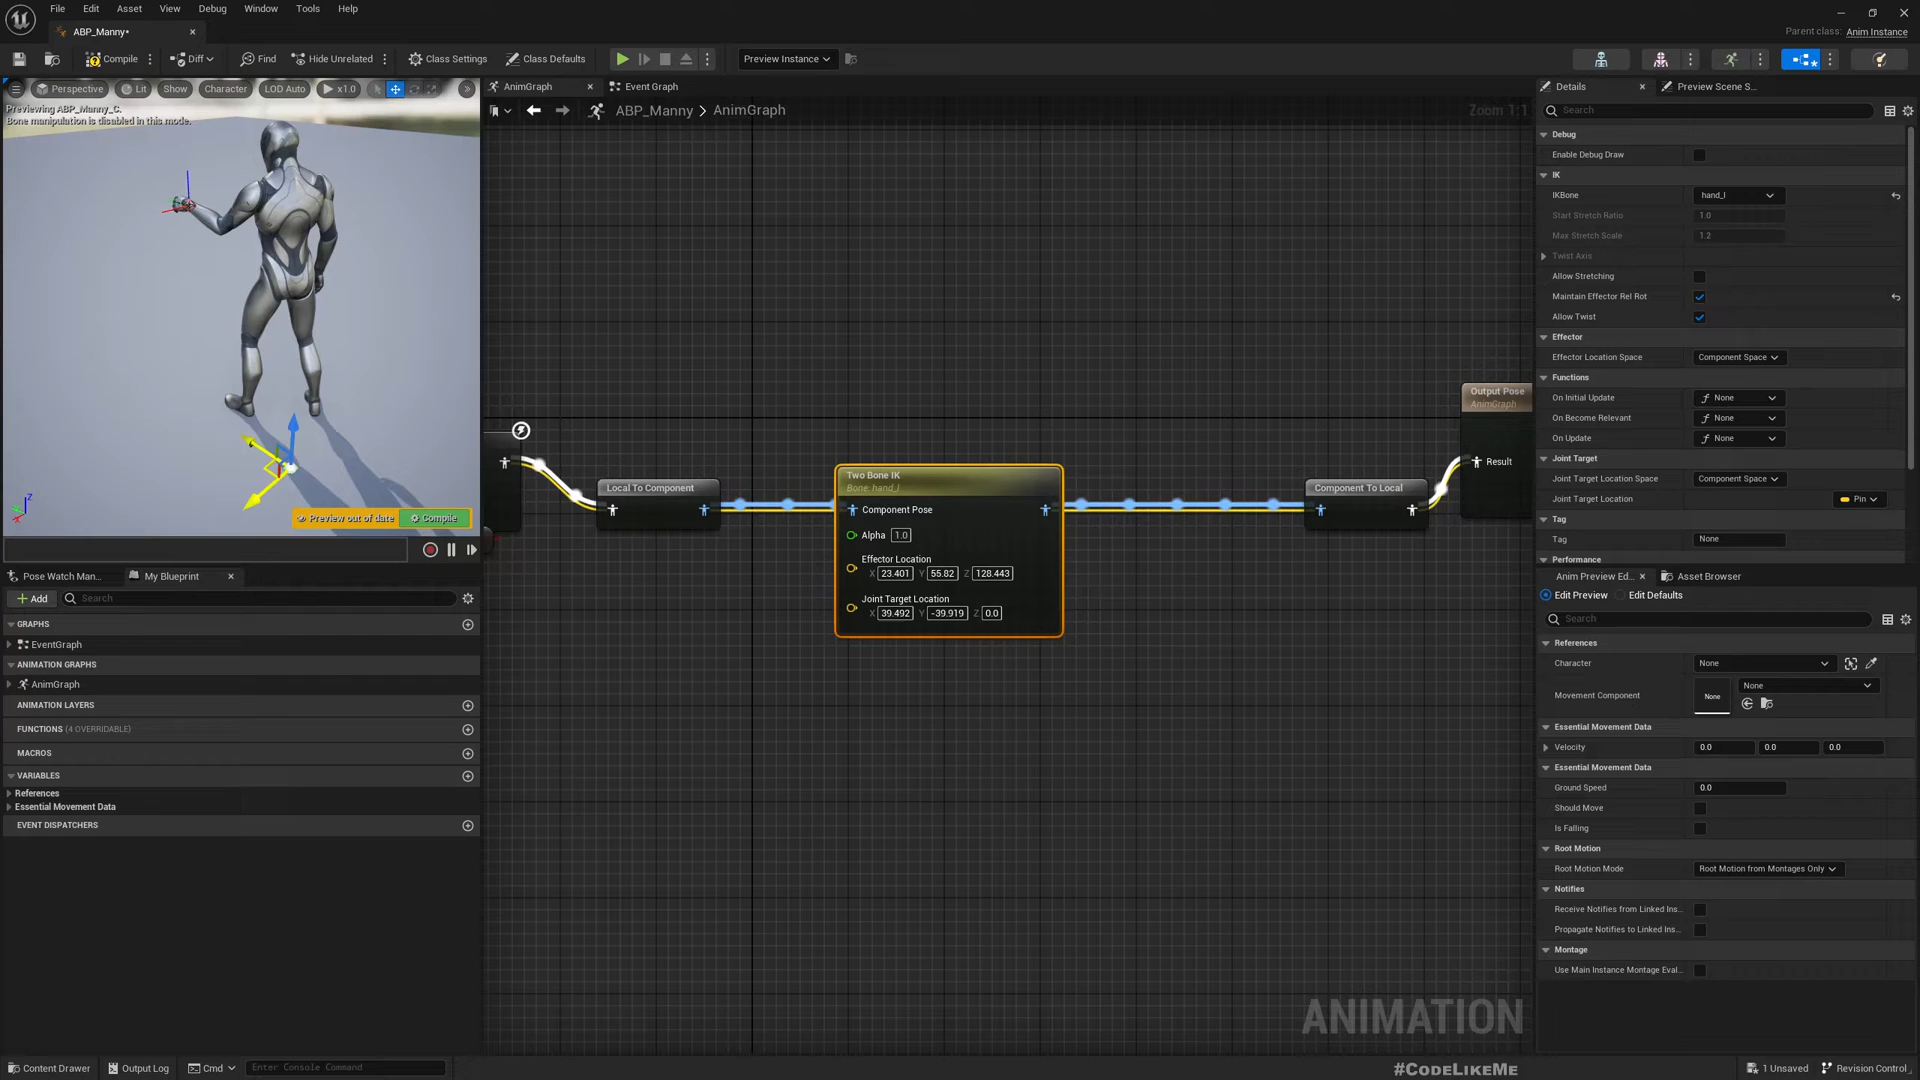 File Edit Asset View Debug Window Tools Help
ABP_Manny•
Parent class: Anim Instance
Compile Diff Find Hide Unrelated Class Settings Class Defaults Preview Instance
Perspective Lit Show Character LOD Auto x1.0
Previewing ABP_Manny_C.
Bone manipulation is disabled in this mode.
Z
Preview out of date Compile
Pose Watch Man... My Blueprint
Add Search
GRAPHS
EventGraph
ANIMATION GRAPHS
AnimGraph
ANIMATION LAYERS
FUNCTIONS (4 OVERRIDABLE)
MACROS
VARIABLES
References
Essential Movement Data
EVENT DISPATCHERS
AnimGraph Event Graph
ABP_Manny > AnimGraph
Zoom 1:1
Local To Component
Two Bone IK
Bone: hand_l
Component Pose
Alpha 1.0
Effector Location
X 23.401 Y 55.82 Z 128.443
Joint Target Location
X 39.492 Y -39.919 Z 0.0
Component To Local
Output Pose
AnimGraph
Result
ANIMATION
Details Preview Scene S...
Search
Debug
Enable Debug Draw
IK
IKBone hand_l
Start Stretch Ratio 1.0
Max Stretch Scale 1.2
Twist Axis
Allow Stretching
Maintain Effector Rel Rot
Allow Twist
Effector
Effector Location Space Component Space
Functions
On Initial Update None
On Become Relevant None
On Update None
Joint Target
Joint Target Location Space Component Space
Joint Target Location Pin
Tag
Tag None
Performance
Anim Preview Ed... Asset Browser
Edit Preview Edit Defaults
Search
References
Character None
Movement Component None None
Essential Movement Data
Velocity 0.0 0.0 0.0
Essential Movement Data
Ground Speed 0.0
Should Move
Is Falling
Root Motion
Root Motion Mode Root Motion from Montages Only
Notifies
Receive Notifies from Linked Ins...
Propagate Notifies to Linked Ins...
Montage
Use Main Instance Montage Eval...
Content Drawer Output Log Cmd Enter Console Command
#CODELIKEME
1 Unsaved Revision Control